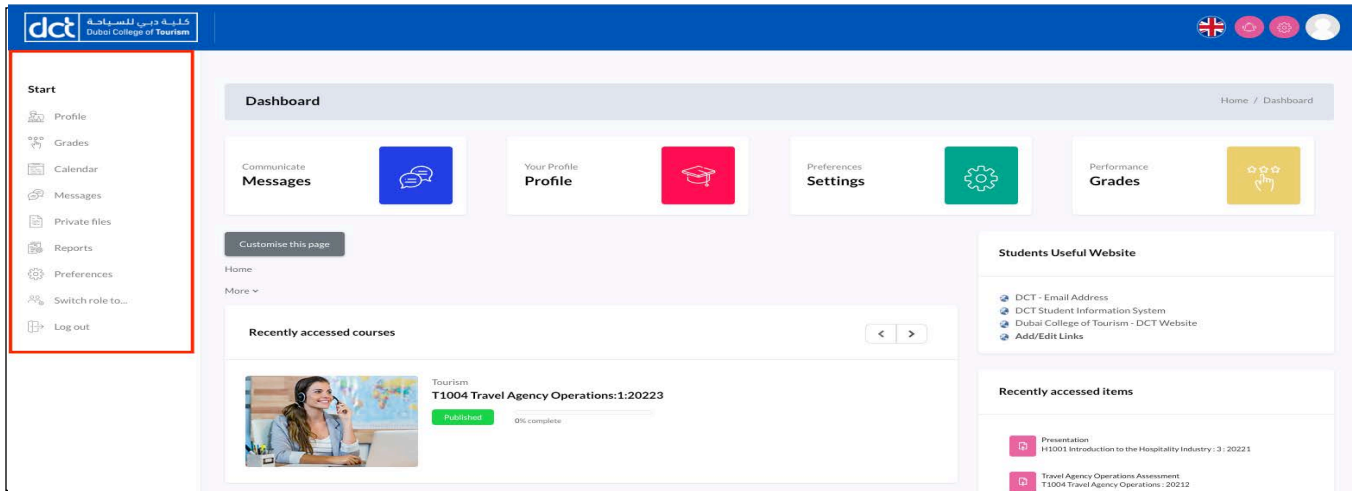 dct
كلية دبي للسياحة
Dubai College of Tourism
Start
Profile
Grades
Calendar
Messages
Private files
Reports
Preferences
Switch role to...
Log out
Dashboard
Home / Dashboard
Communicate
Messages
Your Profile
Profile
Preferences
Settings
Performance
Grades
Customise this page
Home
More
Recently accessed courses
Tourism
T1004 Travel Agency Operations:1:20223
Published
0% complete
Students Useful Website
DCT - Email Address
DCT Student Information System
Dubai College of Tourism - DCT Website
Add/Edit Links
Recently accessed items
Presentation
H1001 Introduction to the Hospitality Industry : 3 : 20221
Travel Agency Operations Assessment
T1004 Travel Agency Operations : 20212